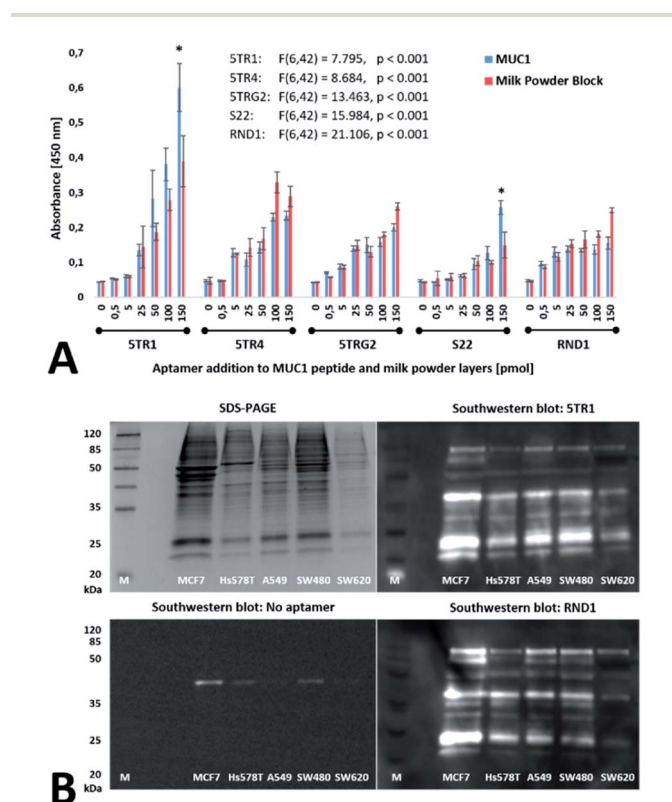 0,7
0,6
0,5
0,4
0,3
0,2
0,1
0
Absorbance [450 nm]
*
*
5TR1: F(6,42) = 7.795, p < 0.001
5TR4: F(6,42) = 8.684, p < 0.001
5TRG2: F(6,42) = 13.463, p < 0.001
S22: F(6,42) = 15.984, p < 0.001
RND1: F(6,42) = 21.106, p < 0.001
MUC1
Milk Powder Block
0 0,5 5 25 50 100 150 0 0,5 5 25 50 100 150 0 0,5 5 25 50 100 150 0 0,5 5 25 50 100 150 0 0,5 5 25 50 100 150
5TR1 5TR4 5TRG2 S22 RND1
A
Aptamer addition to MUC1 peptide and milk powder layers [pmol]
SDS-PAGE
120
85
50
35
25
20
kDa
M MCF7 Hs578T A549 SW480 SW620
Southwestern blot: 5TR1
M MCF7 Hs578T A549 SW480 SW620
Southwestern blot: No aptamer
120
85
50
35
25
20
kDa
M MCF7 Hs578T A549 SW480 SW620
Southwestern blot: RND1
M MCF7 Hs578T A549 SW480 SW620
B